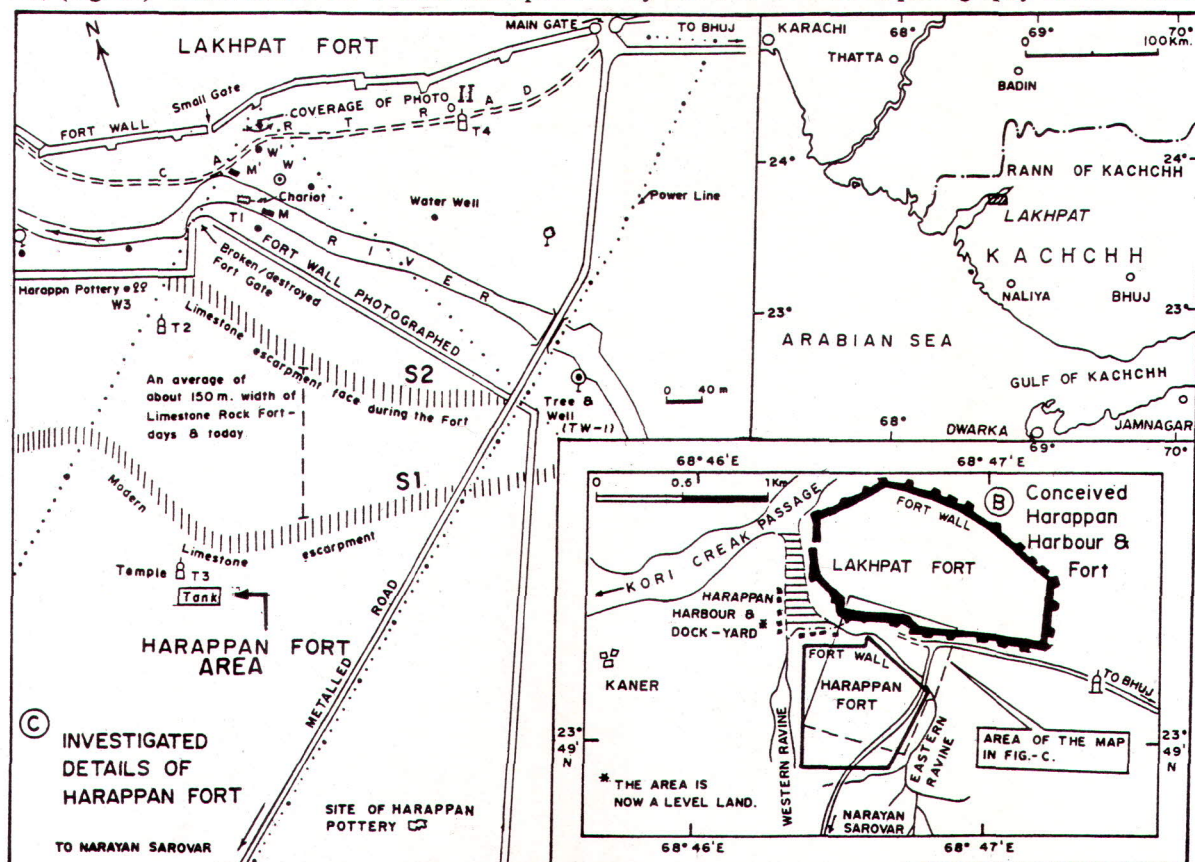 N
LAKHPAT FORT
MAIN GATE
TO BHUJ
Small Gate
COVERAGE OF PHOTO II
FORT WALL
CART ROAD
T4
W
W
M'
Chariot
M
T1
Water Well
Power Line
RIVER
FORT WALL PHOTOGRAPHED
Broken/destroyed
Fort Gate
Harappn Pottery
W3
T2
Limestone escarpment face during the Fort
S2
An average of
about 150 m. width of
Limestone Rock Fort-
days & today
0 40 m
Tree &
Well
(TW-1)
S1
Modern Limestone escarpment
Temple
T3
Tank
HARAPPAN FORT
AREA
METALLED ROAD
C
INVESTIGATED
DETAILS OF
HARAPPAN FORT
SITE OF HARAPPAN
POTTERY
TO NARAYAN SAROVAR
68°
69°
70°
0 100 Km.
KARACHI
THATTA
BADIN
24°
24°
RANN OF KACHCHH
LAKHPAT
KACHCHH
NALIYA
BHUJ
23°
23°
ARABIAN SEA
GULF OF KACHCHH
DWARKA
JAMNAGAR
68°
69°
70°
68° 46'E
68° 47'E
0 0.5 1Km
B
Conceived
Harappan
Harbour &
Fort
KORI CREAK PASSAGE
FORT WALL
LAKHPAT FORT
HARAPPAN
HARBOUR &
DOCK-YARD *
FORT WALL
HARAPPAN
FORT
KANER
TO BHUJ
WESTERN RAVINE
EASTERN
RAVINE
AREA OF THE MAP
IN FIG.-C.
23°
49'
N
23°
49'
N
* THE AREA IS
NOW A LEVEL LAND.
NARAYAN
SAROVAR
68° 46'E
68° 47'E